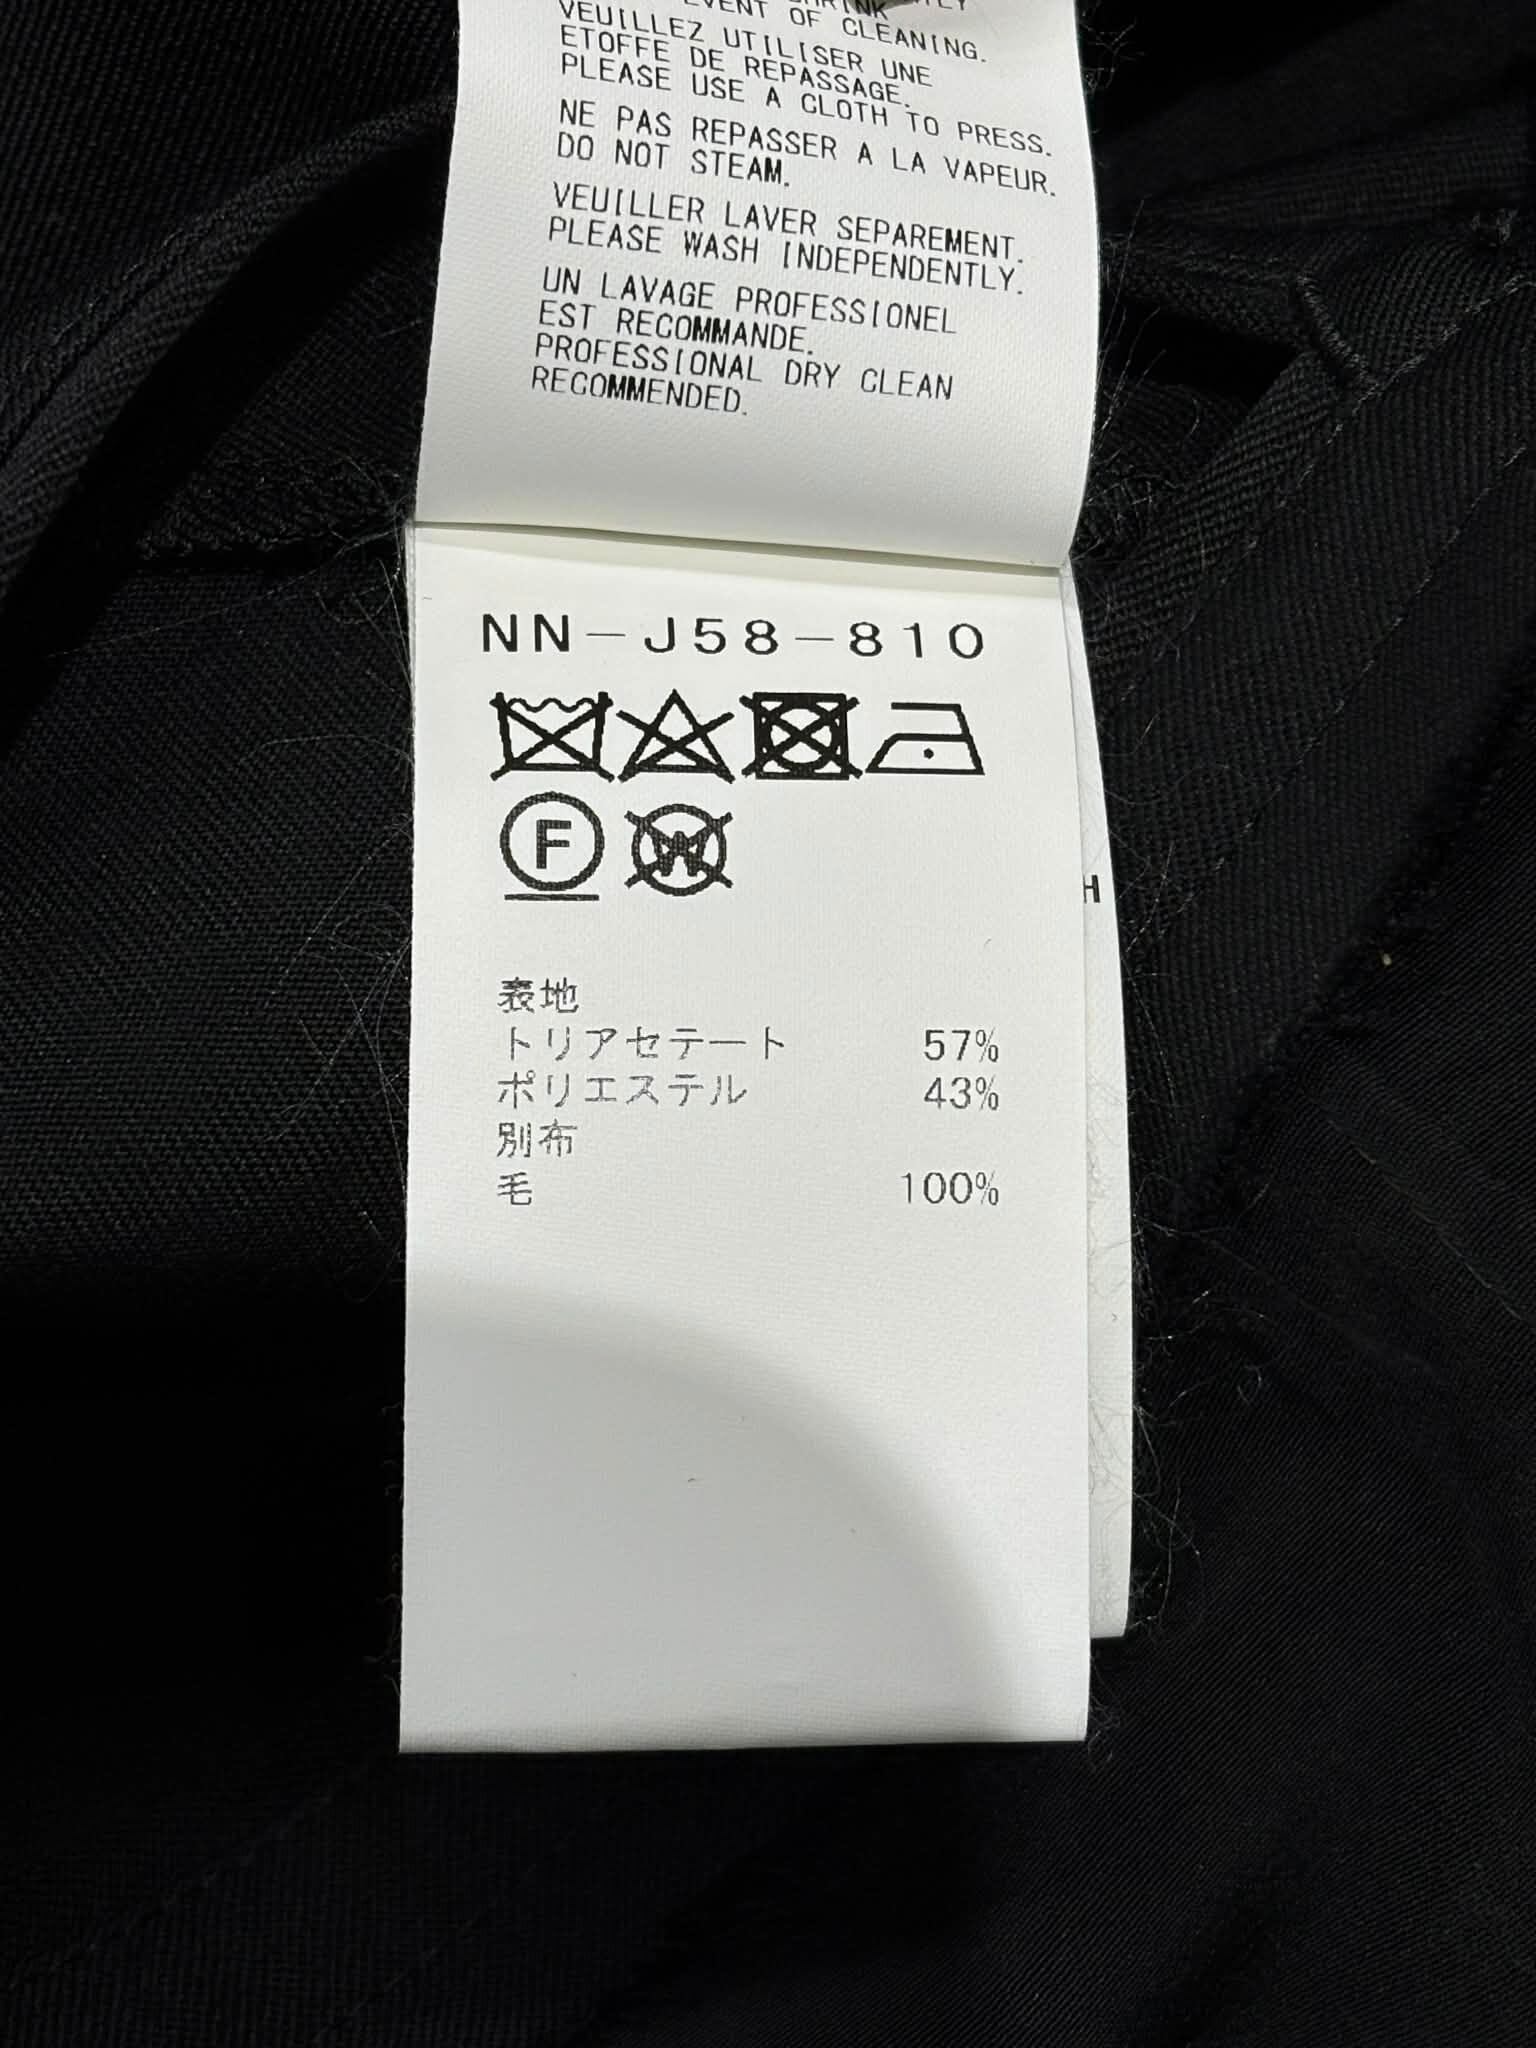 SHRINK
EVENT OF CLEANING.
VEUILLEZ UTILISER UNE
ETOFFE DE REPASSAGE.
PLEASE USE A CLOTH TO PRESS.
NE PAS REPASSER A LA VAPEUR.
DO NOT STEAM.
VEUILLER LAVER SEPAREMENT.
PLEASE WASH INDEPENDENTLY.
UN LAVAGE PROFESSIONEL
EST RECOMMANDE.
PROFESSIONAL DRY CLEAN
RECOMMENDED.
NN-J58-810
F W
H
表地
トリアセテート 57%
ポリエステル 43%
別布
毛 100%